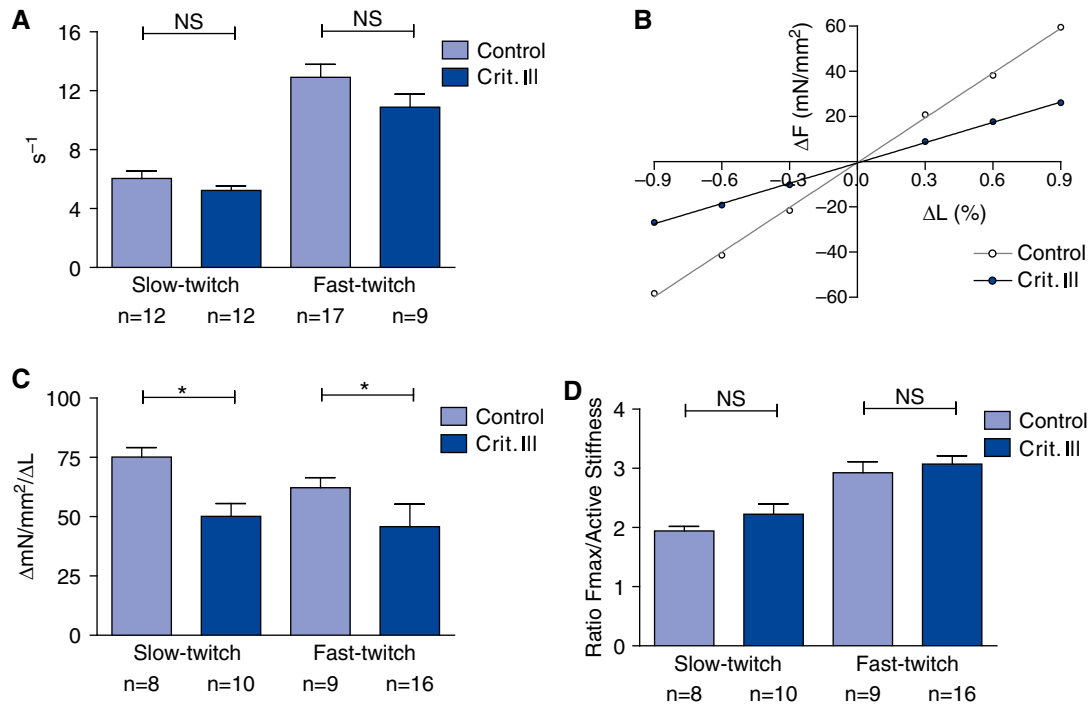 A
NS
NS
16
12
8
4
0
s⁻¹
Control
Crit. Ill
Slow-twitch
Fast-twitch
n=12
n=12
n=17
n=9
B
60
40
20
−20
−40
−60
ΔF (mN/mm²)
−0.9
−0.6
−0.3
0.0
0.3
0.6
0.9
ΔL (%)
Control
Crit. Ill
C
*
*
100
75
50
25
0
ΔmN/mm²/ΔL
Control
Crit. Ill
Slow-twitch
Fast-twitch
n=8
n=10
n=9
n=16
D
NS
NS
4
3
2
1
0
Ratio Fmax/Active Stiffness
Control
Crit. Ill
Slow-twitch
Fast-twitch
n=8
n=10
n=9
n=16